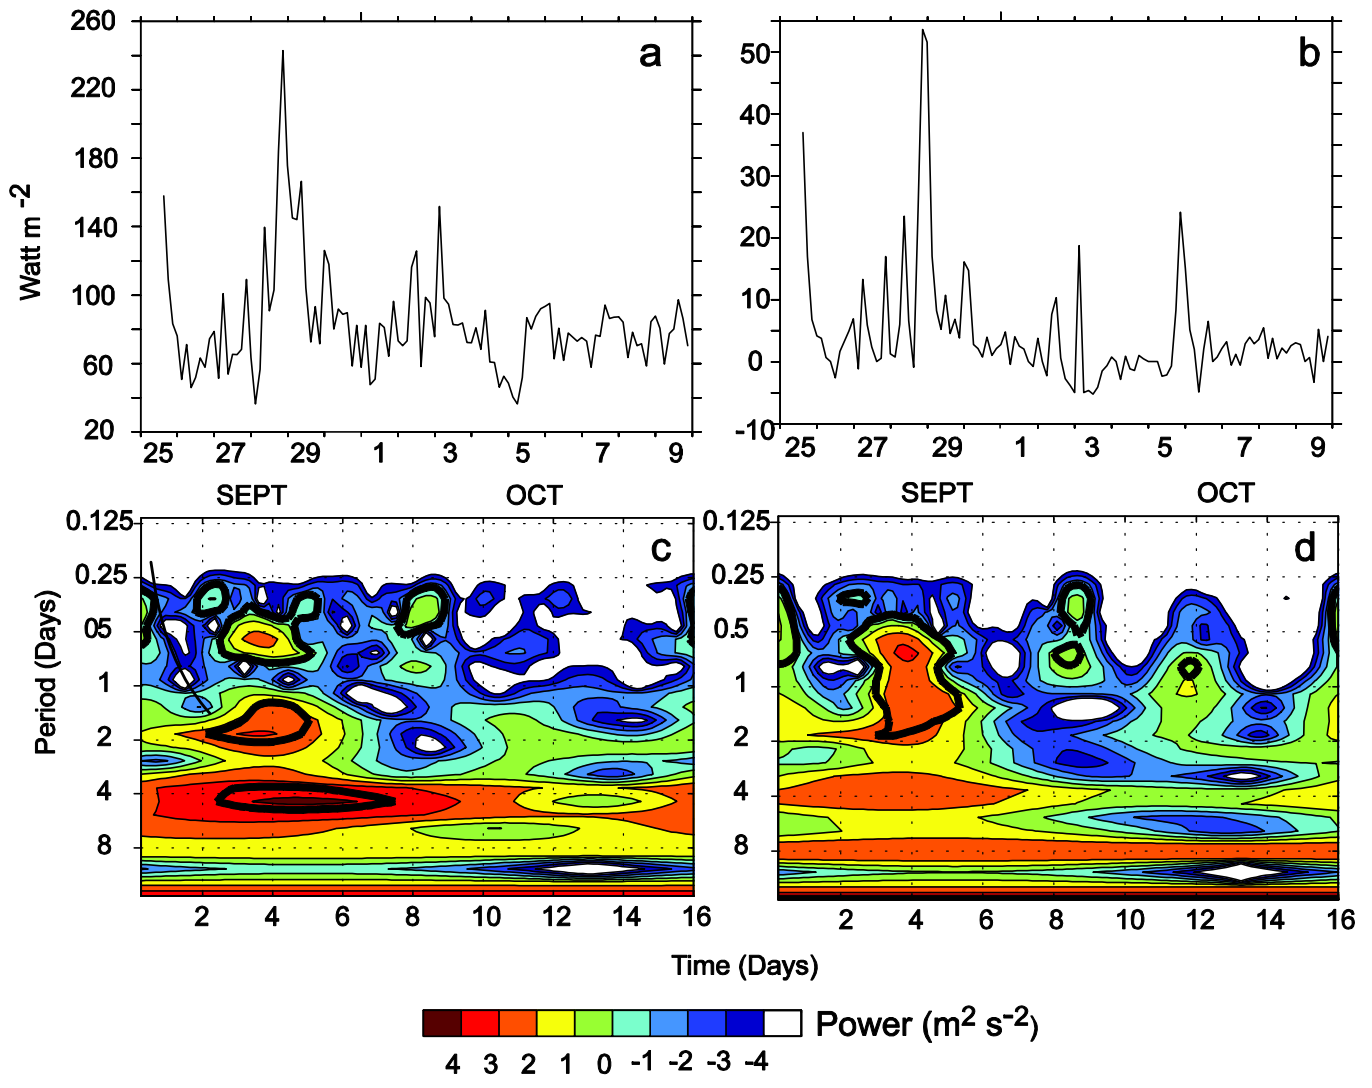 260
220
180
140
100
60
20
Watt m-2
a
25 27 29 1 3 5 7 9
SEPT OCT
50
40
30
20
10
0
-10
b
25 27 29 1 3 5 7 9
SEPT OCT
0.125
0.25
05
1
2
4
8
Period (Days)
c
2 4 6 8 10 12 14 16
0.125
0.25
0.5
1
2
4
8
d
2 4 6 8 10 12 14 16
Time (Days)
Power (m2 s-2)
4 3 2 1 0 -1 -2 -3 -4